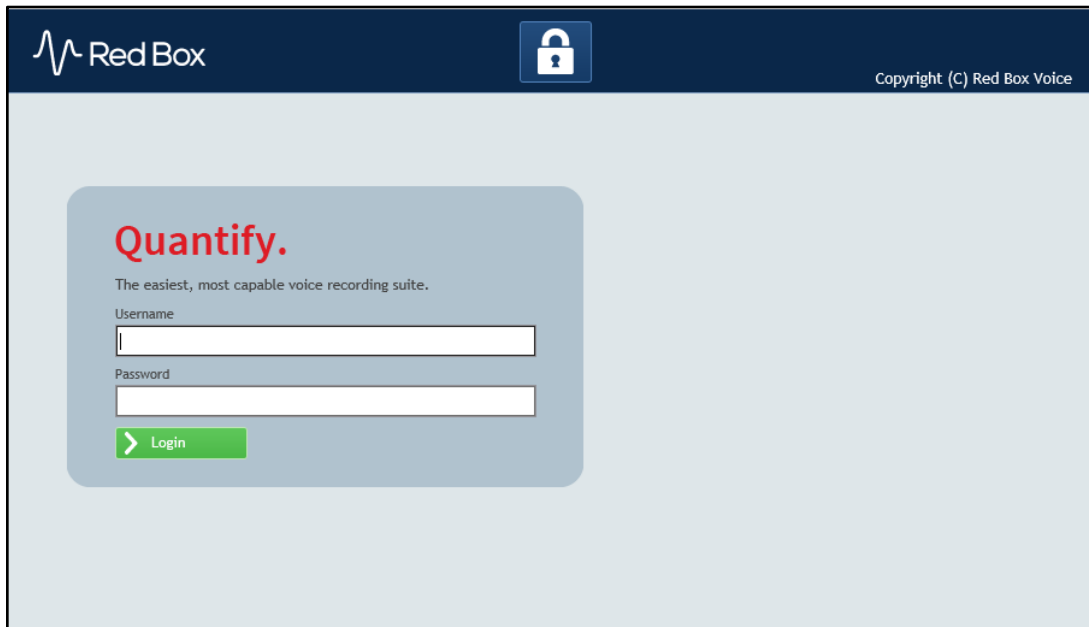 Red Box
Copyright (C) Red Box Voice
Quantify.
The easiest, most capable voice recording suite.
Username
Password
Login